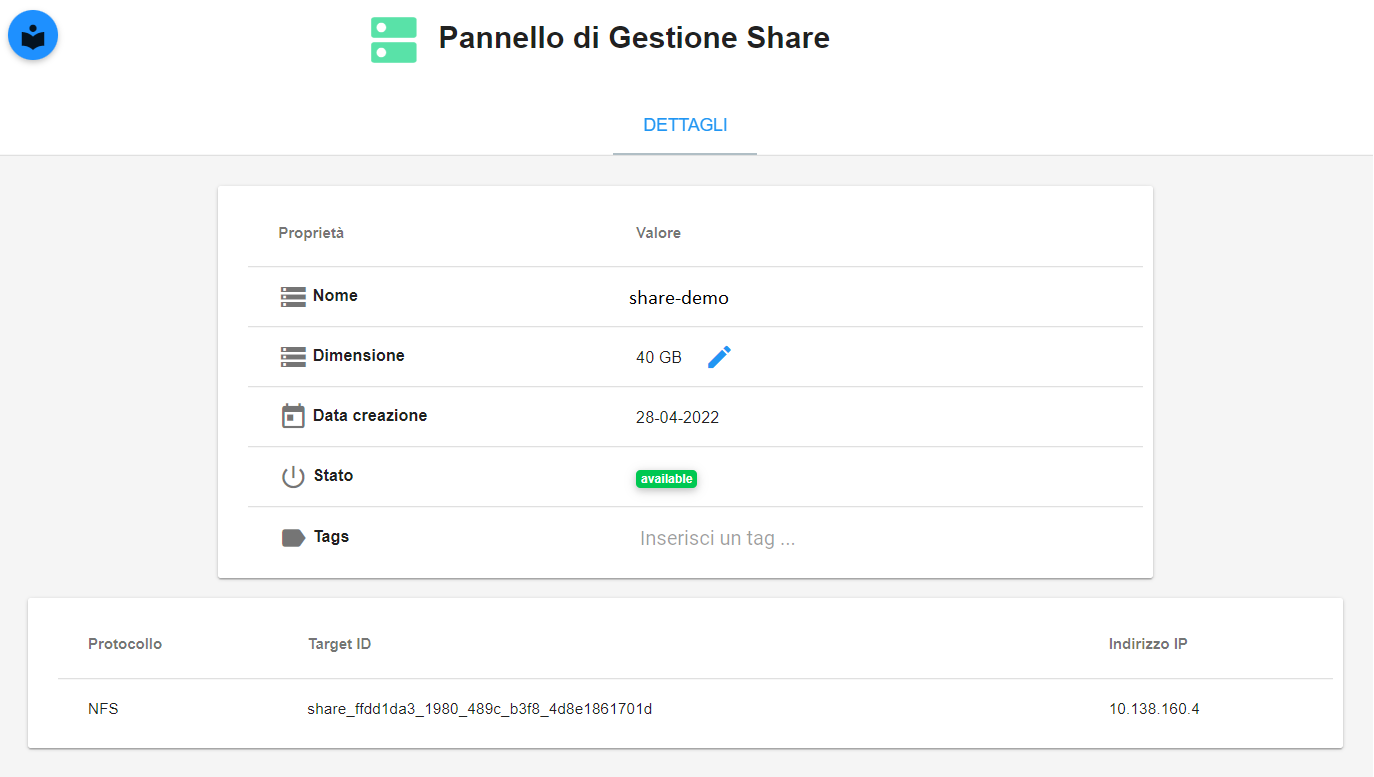 Pannello di Gestione Share
DETTAGLI
Proprietà Valore
Nome share-demo
Dimensione 40 GB
Data creazione 28-04-2022
Stato available
Tags Inserisci un tag ...
Protocollo Target ID Indirizzo IP
NFS share_ffdd1da3_1980_489c_b3f8_4d8e1861701d 10.138.160.4